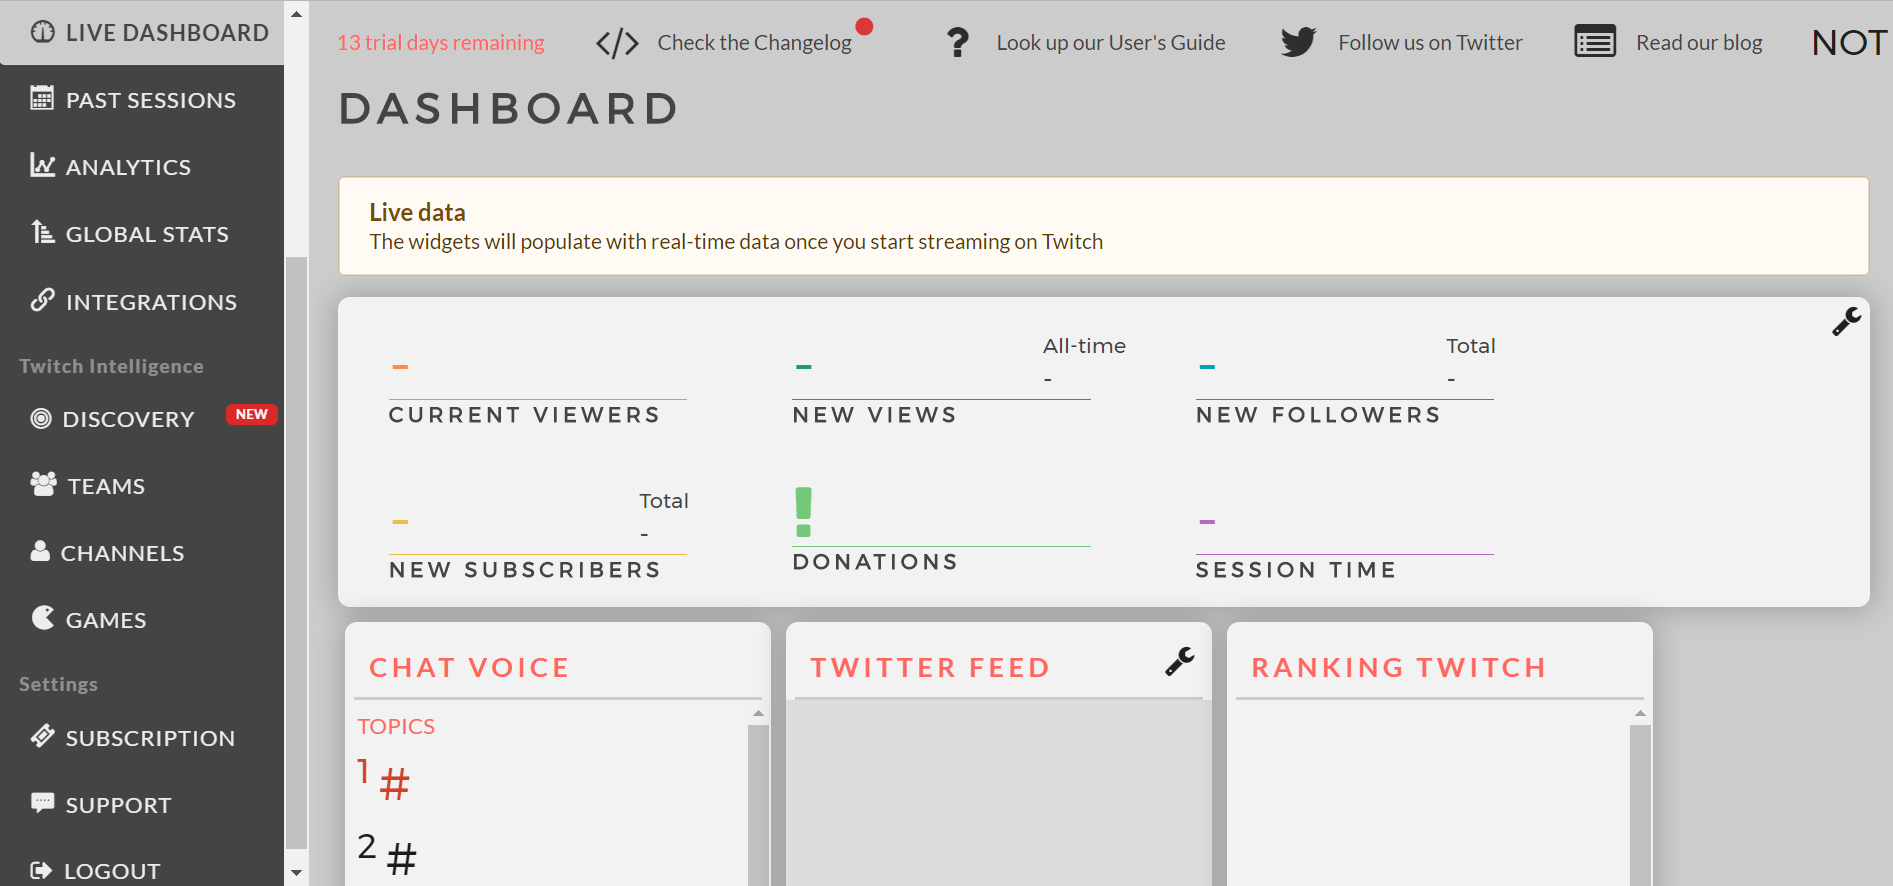 LIVE DASHBOARD
PAST SESSIONS
ANALYTICS
GLOBAL STATS
INTEGRATIONS
Twitch Intelligence
DISCOVERY NEW
TEAMS
CHANNELS
GAMES
Settings
SUBSCRIPTION
SUPPORT
LOGOUT
13 trial days remaining </> Check the Changelog ? Look up our User's Guide Follow us on Twitter Read our blog NOT
DASHBOARD
Live data
The widgets will populate with real-time data once you start streaming on Twitch
-
CURRENT VIEWERS
All-time
- -
NEW VIEWS
Total
- -
NEW FOLLOWERS
Total
- -
NEW SUBSCRIBERS
!
DONATIONS
-
SESSION TIME
CHAT VOICE
TOPICS
1 #
2 #
TWITTER FEED
RANKING TWITCH